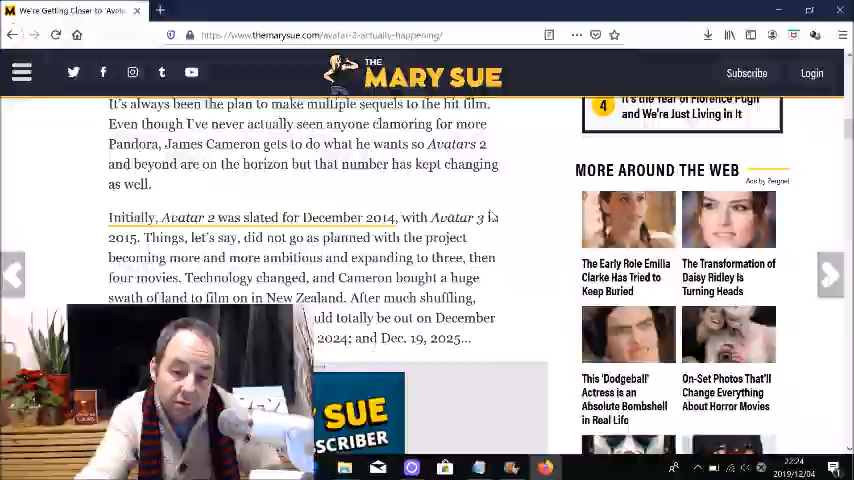 We're Getting Closer to 'Avata
https://www.themarysue.com/avatar-2-actually-happening/
THE
MARY SUE
Subscribe
Login
It's always been the plan to make multiple sequels to the hit film.
Even though I've never actually seen anyone clamoring for more
Pandora, James Cameron gets to do what he wants so Avatars 2
and beyond are on the horizon but that number has kept changing
as well.
Initially, Avatar 2 was slated for December 2014, with Avatar 3 in
2015. Things, let's say, did not go as planned with the project
becoming more and more ambitious and expanding to three, then
four movies. Technology changed, and Cameron bought a huge
swath of land to film on in New Zealand. After much shuffling,
uld totally be out on December
2024; and Dec. 19, 2025...
Y SUE
SCRIBER
4
It's the Year of Florence Pugh
and We're Just Living in It
MORE AROUND THE WEB
Ads by Zergnet
The Early Role Emilia
Clarke Has Tried to
Keep Buried
The Transformation of
Daisy Ridley Is
Turning Heads
This 'Dodgeball'
Actress is an
Absolute Bombshell
in Real Life
On-Set Photos That'll
Change Everything
About Horror Movies
22:24
2019/12/04